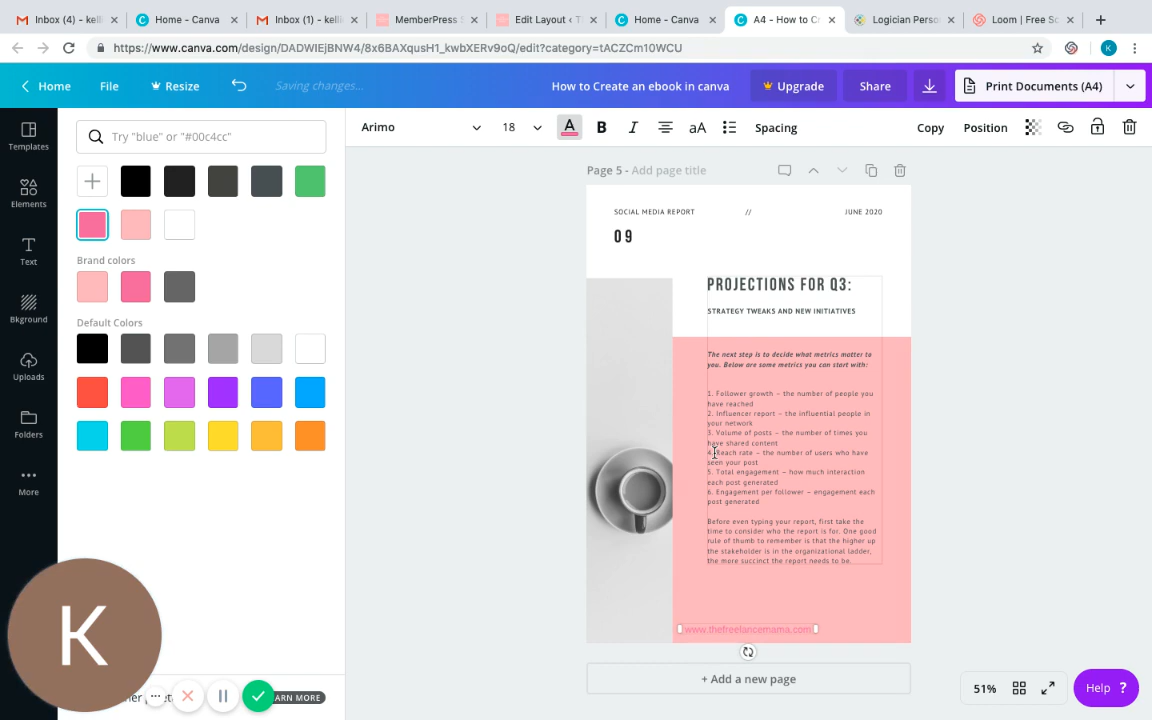 Inbox (4) - kelli
Home - Canva
Inbox (1) - kelli
MemberPress
Edit Layout ‹ T
Home - Canva
A4 - How to C
Logician Perso
Loom | Free Sc
https://www.canva.com/design/DADWIEjBNW4/8x6BAXqusH1_kwbXERv9oQ/edit?category=tACZCm10WCU
K
Home
File
Resize
Saving changes...
How to Create an ebook in canva
Upgrade
Share
Print Documents (A4)
Templates
Elements
Text
Bkground
Uploads
Folders
More
Try "blue" or "#00c4cc"
Brand colors
Default Colors
LEARN MORE
K
Arimo
18
A
B
I
aA
Spacing
Copy
Position
Page 5 - Add page title
SOCIAL MEDIA REPORT // JUNE 2020
09
PROJECTIONS FOR Q3:
STRATEGY TWEAKS AND NEW INITIATIVES
The next step is to decide what metrics matter to
you. Below are some metrics you can start with:
1. Follower growth – the number of people you
have reached
2. Influencer report – the influential people in
your network
3. Volume of posts – the number of times you
have shared content
4. Reach rate – the number of users who have
seen your post
5. Total engagement – how much interaction
each post generated
6. Engagement per follower – engagement each
post generated
Before even typing your report, first take the
time to consider who the report is for. One good
rule of thumb to remember is that the higher up
the stakeholder is in the organizational ladder,
the more succinct the report needs to be.
www.thefreelancemama.com
+ Add a new page
51%
Help ?